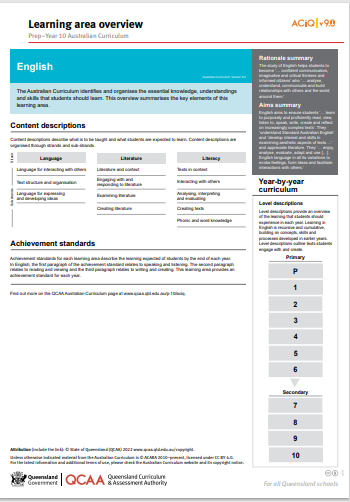 Learning area overview
Prep–Year 10 Australian Curriculum
ACiQ | v9.0
English
Australian Curriculum: Version 9.0
The Australian Curriculum identifies and organises the essential knowledge, understandings
and skills that students should learn. This overview summarises the key elements of this
learning area.
Content descriptions
Content descriptions describe what is to be taught and what students are expected to learn. Content descriptions are
organised through strands and sub-strands.
Strand
Language
Literature
Literacy
Sub-strands
Language for interacting with others
Literature and context
Texts in context
Text structure and organisation
Engaging with and
responding to literature
Interacting with others
Language for expressing
and developing ideas
Examining literature
Analysing, interpreting
and evaluating
Creating literature
Creating texts
Phonic and word knowledge
Achievement standards
Achievement standards for each learning area describe the learning expected of students by the end of each year.
In English, the first paragraph of the achievement standard relates to speaking and listening. The second paragraph
relates to reading and viewing and the third paragraph relates to writing and creating. This learning area provides an
achievement standard for each year.
Find out more on the QCAA Australian Curriculum page at www.qcaa.qld.edu.au/p-10/aciq.
Rationale summary
The study of English helps students to
become '… confident communicators,
imaginative and critical thinkers and
informed citizens' who '… analyse,
understand, communicate and build
relationships with others and the world
around them'.
Aims summary
English aims to ensure students '… learn
to purposely and proficiently read, view,
listen to, speak, write, create and reflect
on increasingly complex texts'. They
'understand Standard Australian English'
and 'develop interest and skills in
examining aesthetic aspects of texts …'
and appreciate literature. They '… enjoy,
analyse, evaluate, adapt and use […]
English language in all its variations to
evoke feelings, form ideas and facilitate
interactions with others.'
Year-by-year
curriculum
Level descriptions
Level descriptions provide an overview
of the learning that students should
experience in each year. Learning in
English is recursive and cumulative,
building on concepts, skills and
processes developed in earlier years.
Level descriptions outline texts students
engage with and create.
Primary
P
1
2
3
4
5
6
Secondary
7
8
9
10
Attribution (include the link): © State of Queensland (QCAA) 2022 www.qcaa.qld.edu.au/copyright.
Unless otherwise indicated material from the Australian Curriculum is © ACARA 2010–present, licensed under CC BY 4.0.
For the latest information and additional terms of use, please check the Australian Curriculum website and its copyright notice.
Queensland
Government
QCAA
Queensland Curriculum
& Assessment Authority
For all Queensland schools